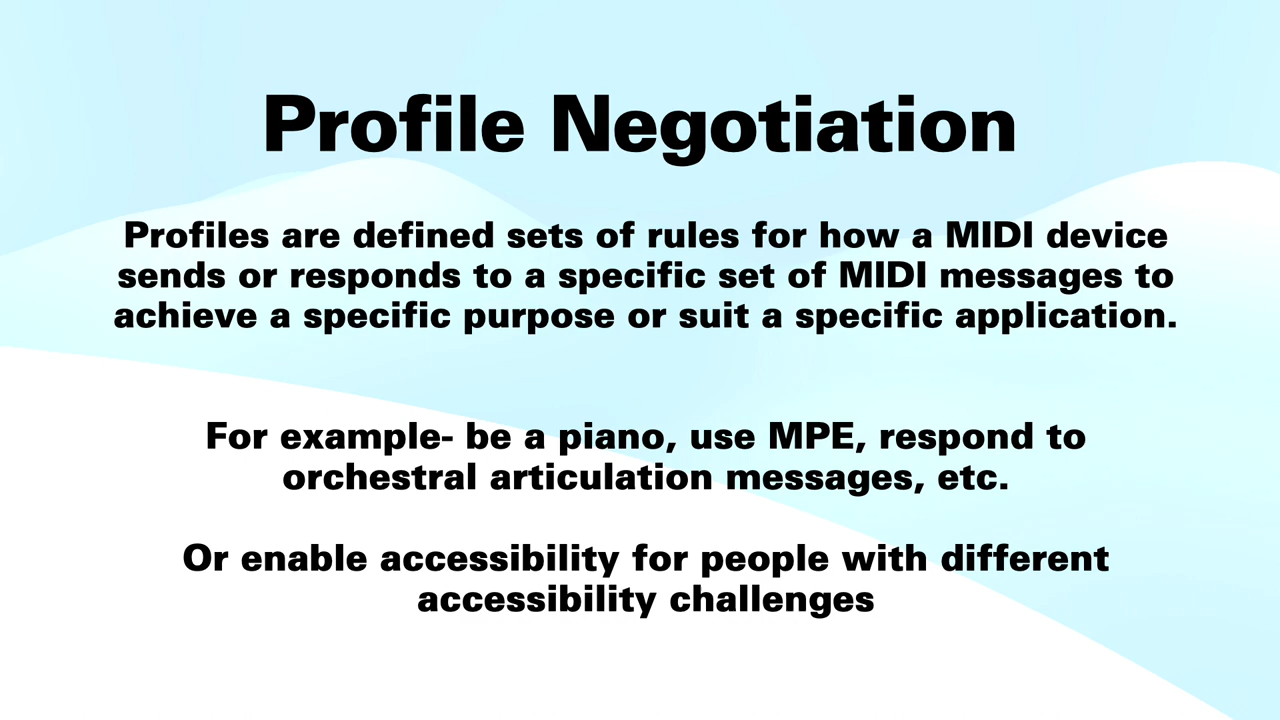 Profile Negotiation
Profiles are defined sets of rules for how a MIDI device
sends or responds to a specific set of MIDI messages to
achieve a specific purpose or suit a specific application.
For example- be a piano, use MPE, respond to
orchestral articulation messages, etc.
Or enable accessibility for people with different
accessibility challenges